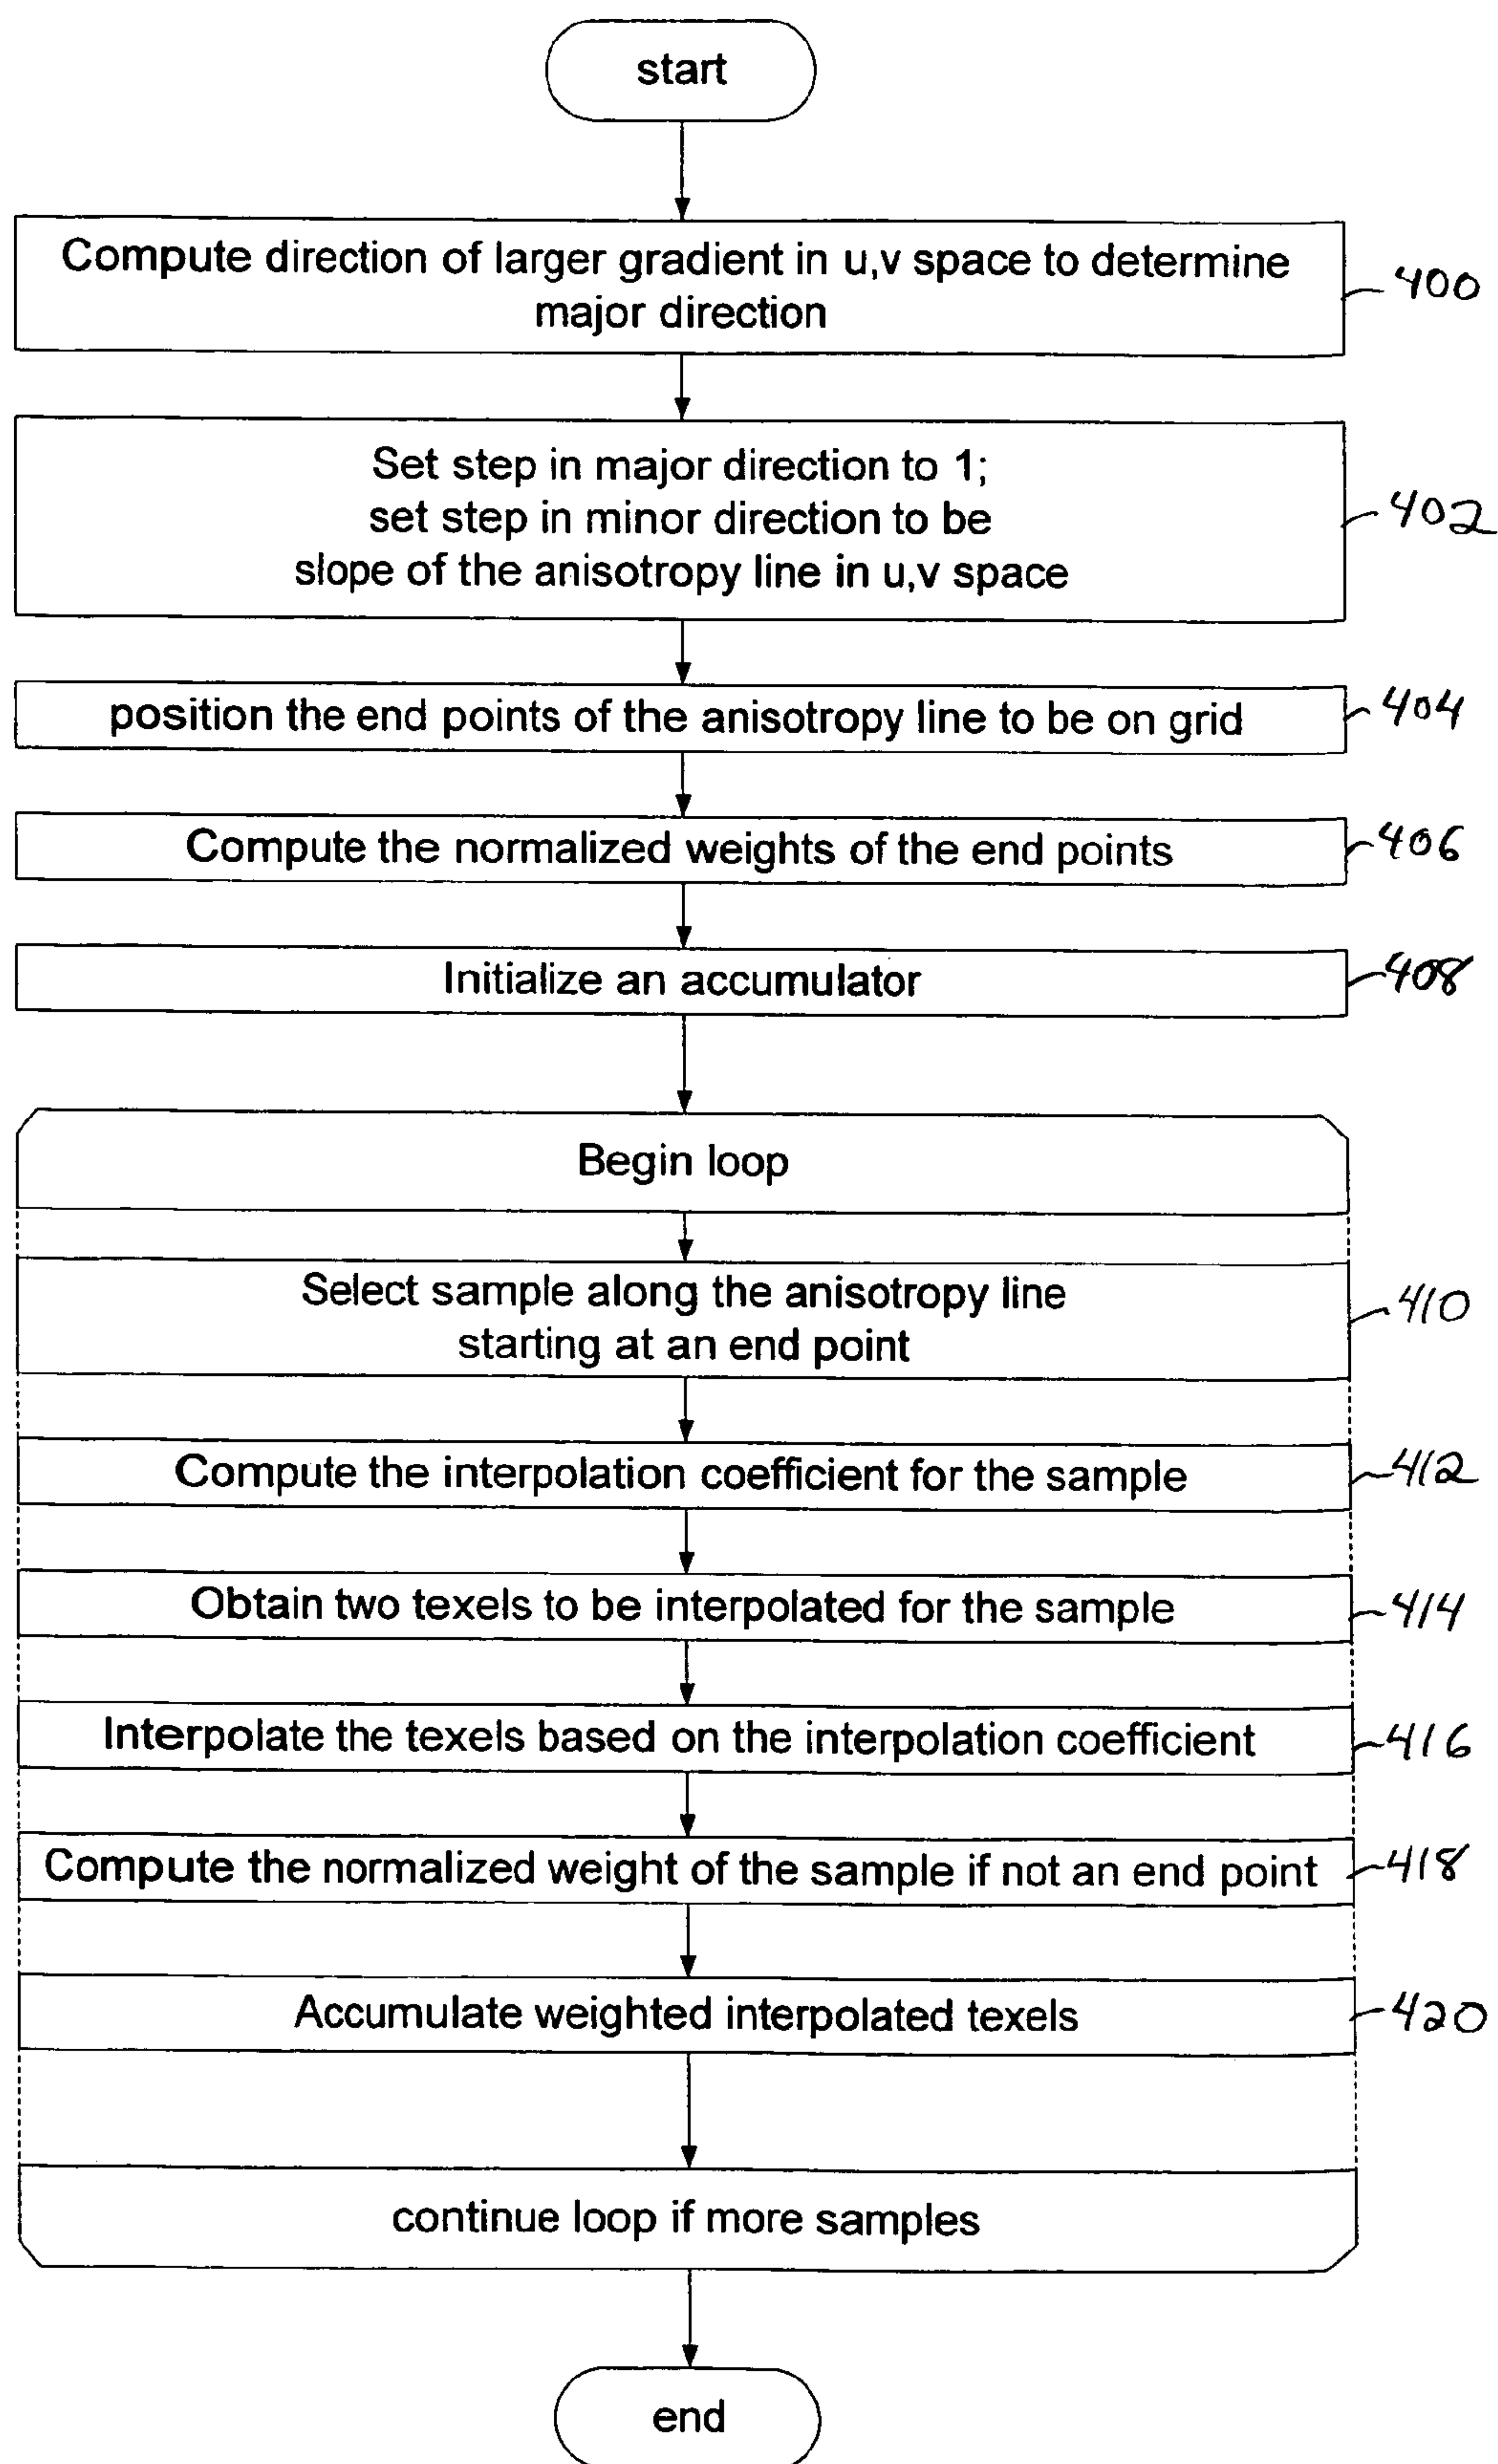 start
Compute direction of larger gradient in u,v space to determine
major direction
400
Set step in major direction to 1;
set step in minor direction to be
slope of the anisotropy line in u,v space
402
position the end points of the anisotropy line to be on grid
404
Compute the normalized weights of the end points
406
Initialize an accumulator
408
Begin loop
Select sample along the anisotropy line
starting at an end point
410
Compute the interpolation coefficient for the sample
412
Obtain two texels to be interpolated for the sample
414
Interpolate the texels based on the interpolation coefficient
416
Compute the normalized weight of the sample if not an end point
418
Accumulate weighted interpolated texels
420
continue loop if more samples
end